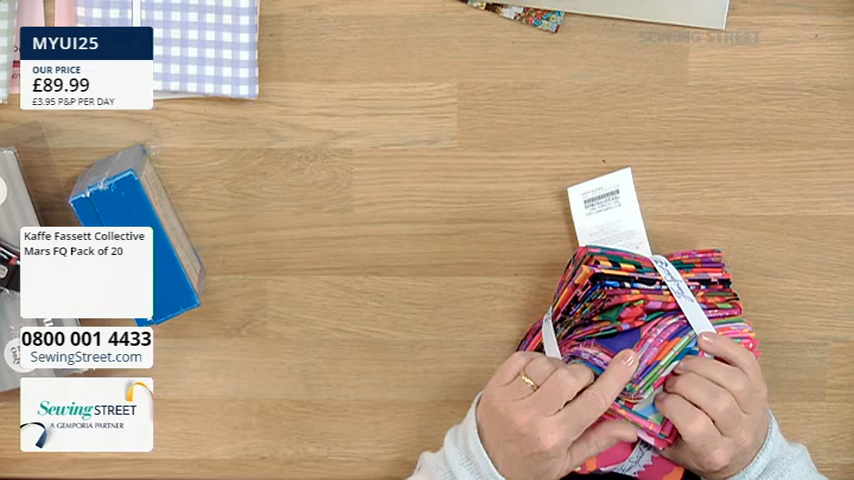 MYUI25
OUR PRICE
£89.99
£3.95 P&P PER DAY
SEWING STREET
Kaffe Fassett Collective
Mars FQ Pack of 20
0800 001 4433
SewingStreet.com
Sewing STREET
A GEMPORIA PARTNER